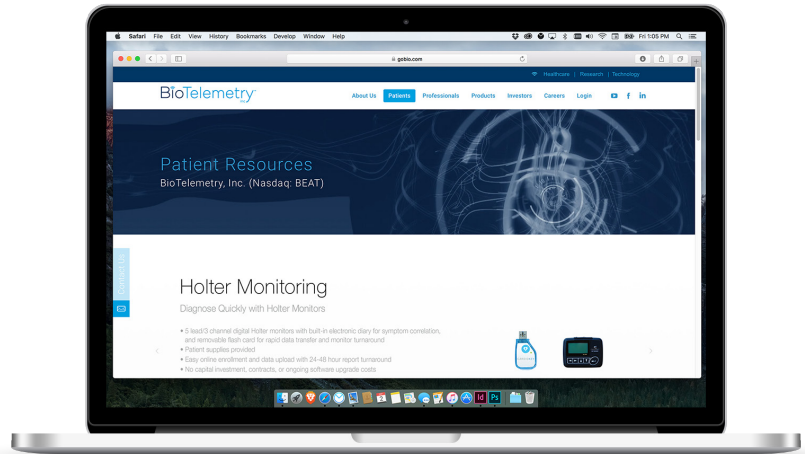 Safari File Edit View History Bookmarks Develop Window Help
Fri 1:05 PM
gobio.com
Healthcare | Research | Technology
BioTelemetry
About Us Patients Professionals Products Investors Careers Login
Patient Resources
BioTelemetry, Inc. (Nasdaq: BEAT)
Contact Us
Holter Monitoring
Diagnose Quickly with Holter Monitors
• 5 lead/3 channel digital Holter monitors with built-in electronic diary for symptom correlation,
and removable flash card for rapid data transfer and monitor turnaround
• Patient supplies provided
• Easy online enrollment and data upload with 24-48 hour report turnaround
• No capital investment, contracts, or ongoing software upgrade costs
Id Ps